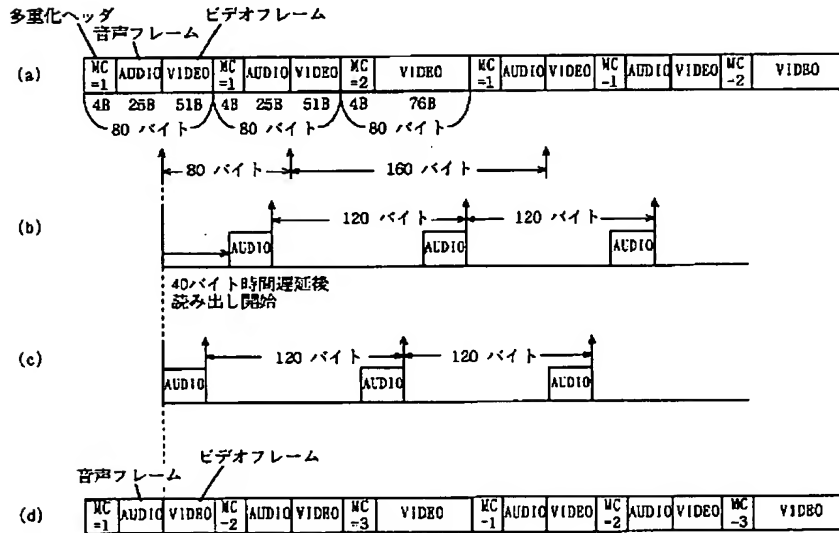 多重化ヘッダ
音声フレーム
ビデオフレーム
(a)
MC =1 AUDIO VIDEO MC =1 AUDIO VIDEO MC =2 VIDEO MC =1 AUDIO VIDEO MC -1 AUDIO VIDEO MC -2 VIDEO
4B 25B 51B 4B 25B 51B 4B 76B
80 バイト 80 バイト 80 バイト
80 バイト 160 バイト
(b)
120 バイト 120 バイト
AUDIO AUDIO AUDIO
40バイト時間遅延後
読み出し開始
(c)
120 バイト 120 バイト
AUDIO AUDIO AUDIO
音声フレーム
ビデオフレーム
(d)
MC =1 AUDIO VIDEO MC -2 AUDIO VIDEO MC =3 VIDEO MC -1 AUDIO VIDEO MC =2 AUDIO VIDEO MC -3 VIDEO